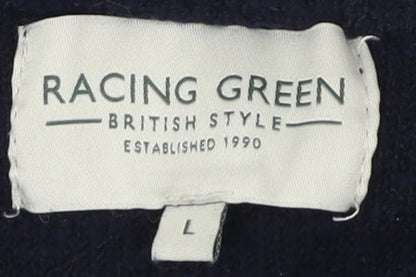 RACING GREEN
BRITISH STYLE
ESTABLISHED 1990
L